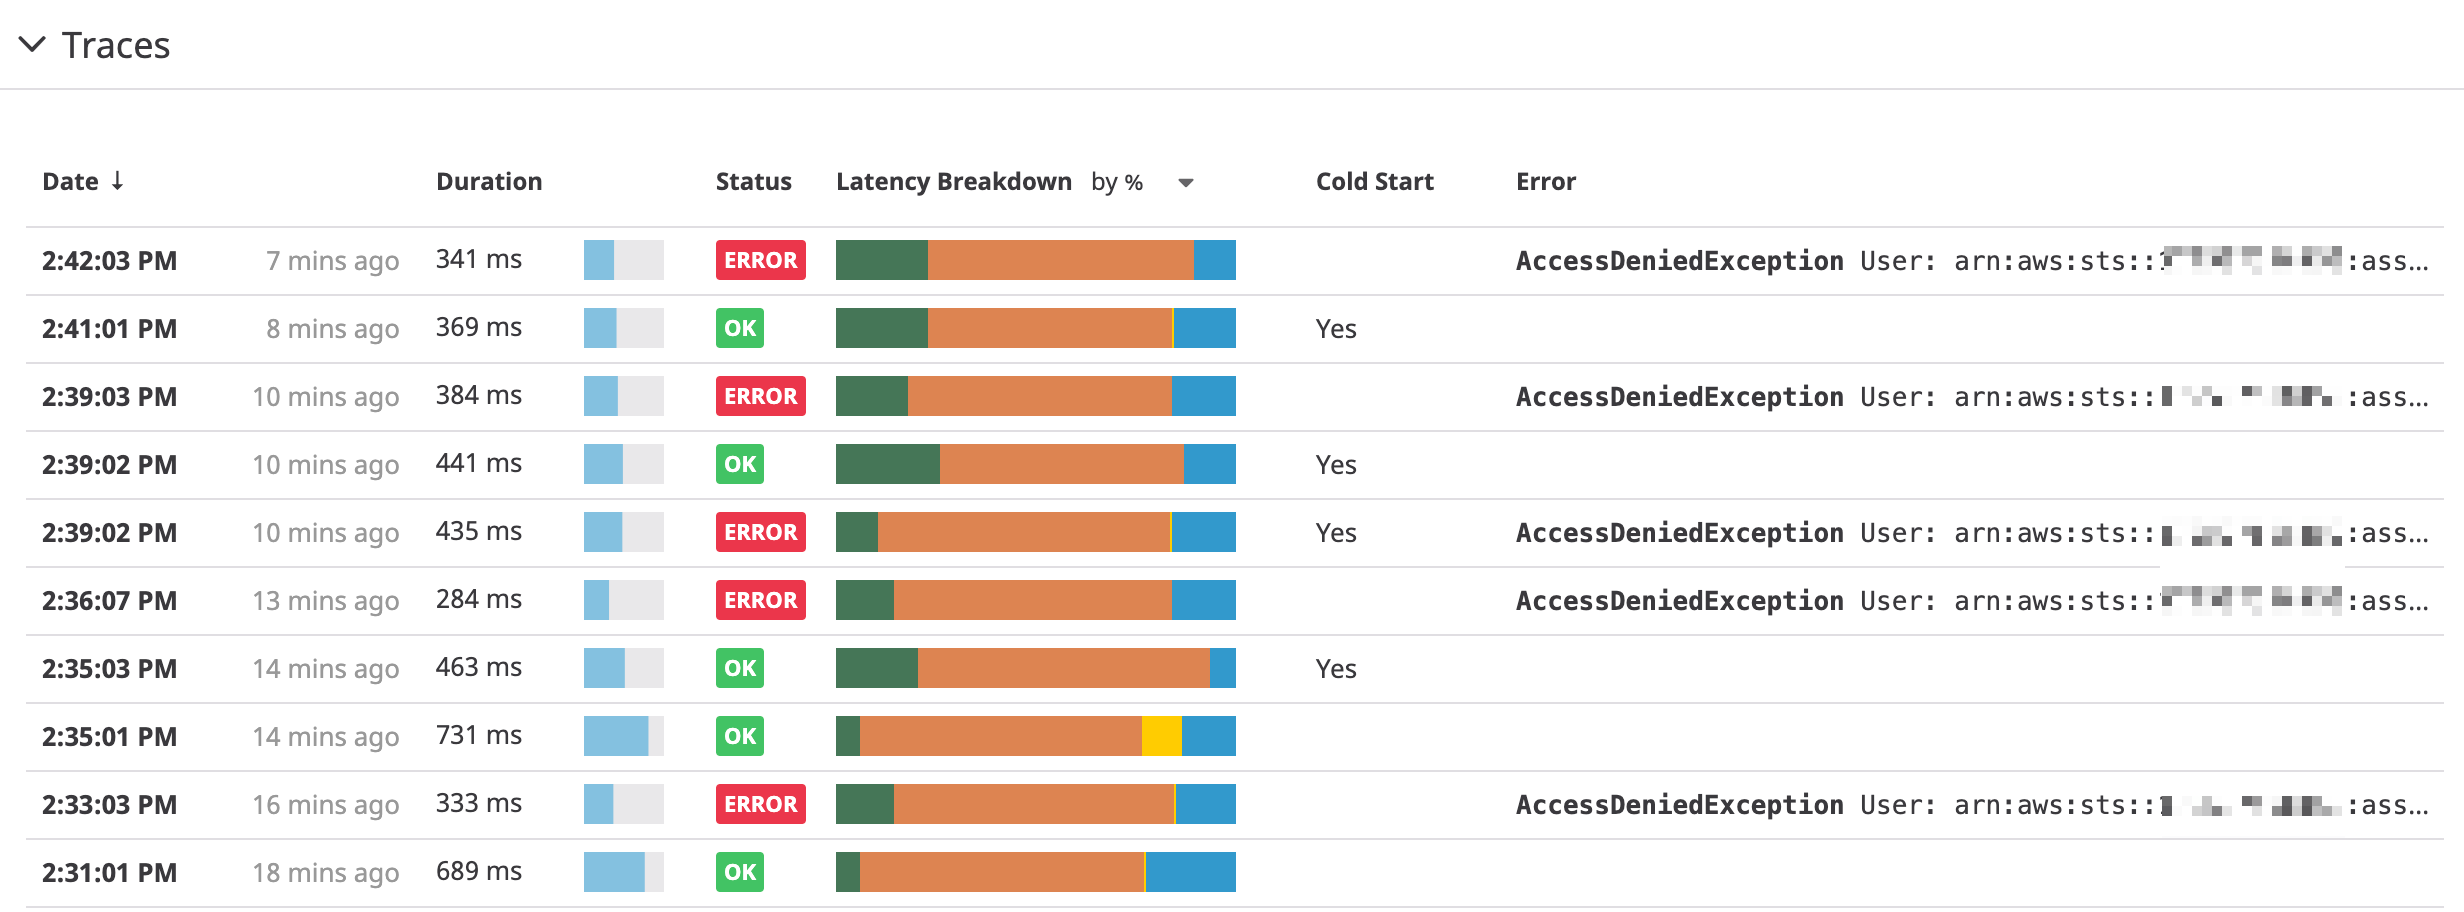 Traces
Date ↓ Duration Status Latency Breakdown by % Cold Start Error
2:42:03 PM 7 mins ago 341 ms ERROR AccessDeniedException User: arn:aws:sts:: :ass...
2:41:01 PM 8 mins ago 369 ms OK Yes
2:39:03 PM 10 mins ago 384 ms ERROR AccessDeniedException User: arn:aws:sts:: :ass...
2:39:02 PM 10 mins ago 441 ms OK Yes
2:39:02 PM 10 mins ago 435 ms ERROR Yes AccessDeniedException User: arn:aws:sts:: :ass...
2:36:07 PM 13 mins ago 284 ms ERROR AccessDeniedException User: arn:aws:sts:: :ass...
2:35:03 PM 14 mins ago 463 ms OK Yes
2:35:01 PM 14 mins ago 731 ms OK
2:33:03 PM 16 mins ago 333 ms ERROR AccessDeniedException User: arn:aws:sts:: :ass...
2:31:01 PM 18 mins ago 689 ms OK